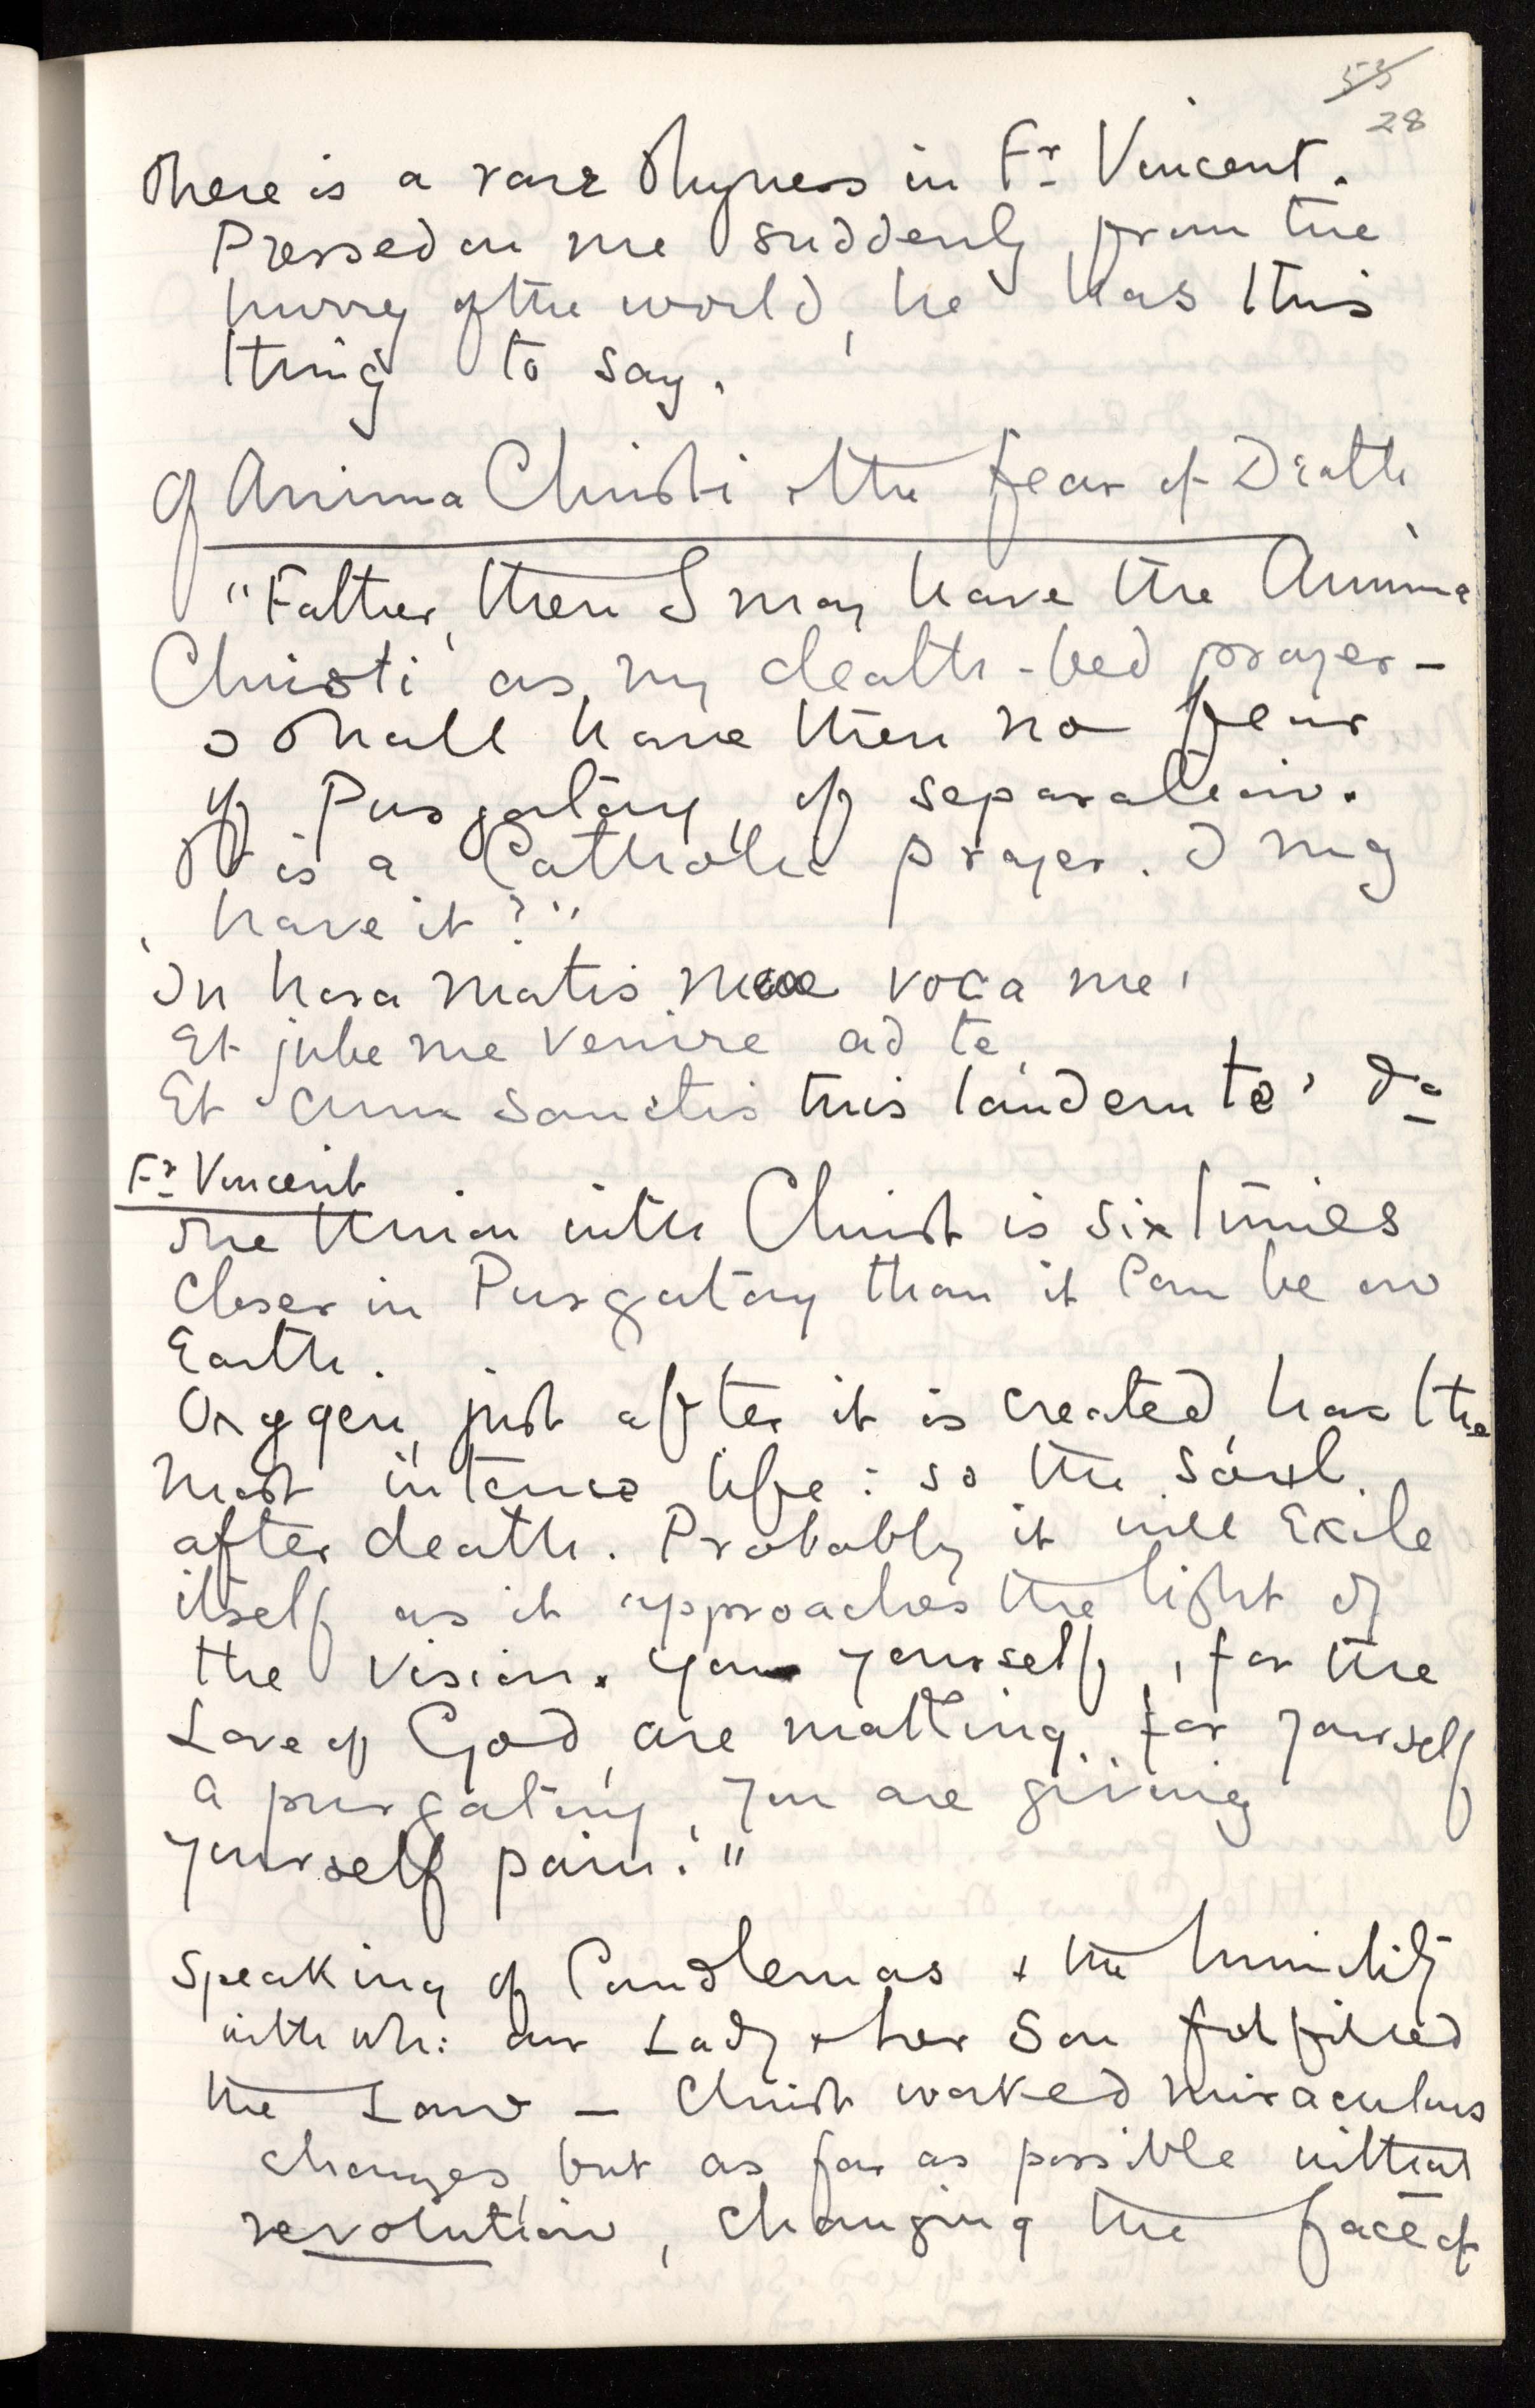 53
28
There is a rare shyness in Fr Vincent.
Pressed on me suddenly from the
hurry of the world, he has this
thing to say.
Of Anima Christi & the fear of Death
"Father, then I may have the Anima
Christi as my death-bed prayer –
I shall have then no fear
of Purgatory, of separation.
It is a Catholic prayer. I may
have it?"
'In hora mortis meae voca me,
Et jube me venire ad te,
Et cum Sanctis tuis laudem te'
Fr Vincent
The Union with Christ is six times
closer in Purgatory than it can be on
Earth.
Oxygen, just after it is created, has the
most intense life: so the soul
after death. Probably it will Exile
itself as it approaches the light of
the Vision. You yourself, for the
Love of God, are making for yourself
a purgatory, you are giving
yourself pain."
Speaking of Candlemas & the humility
with wh: our Lady & her Son fulfilled
the Law – Christ worked miraculous
changes, but as far as possible without
revolution, changing the face of